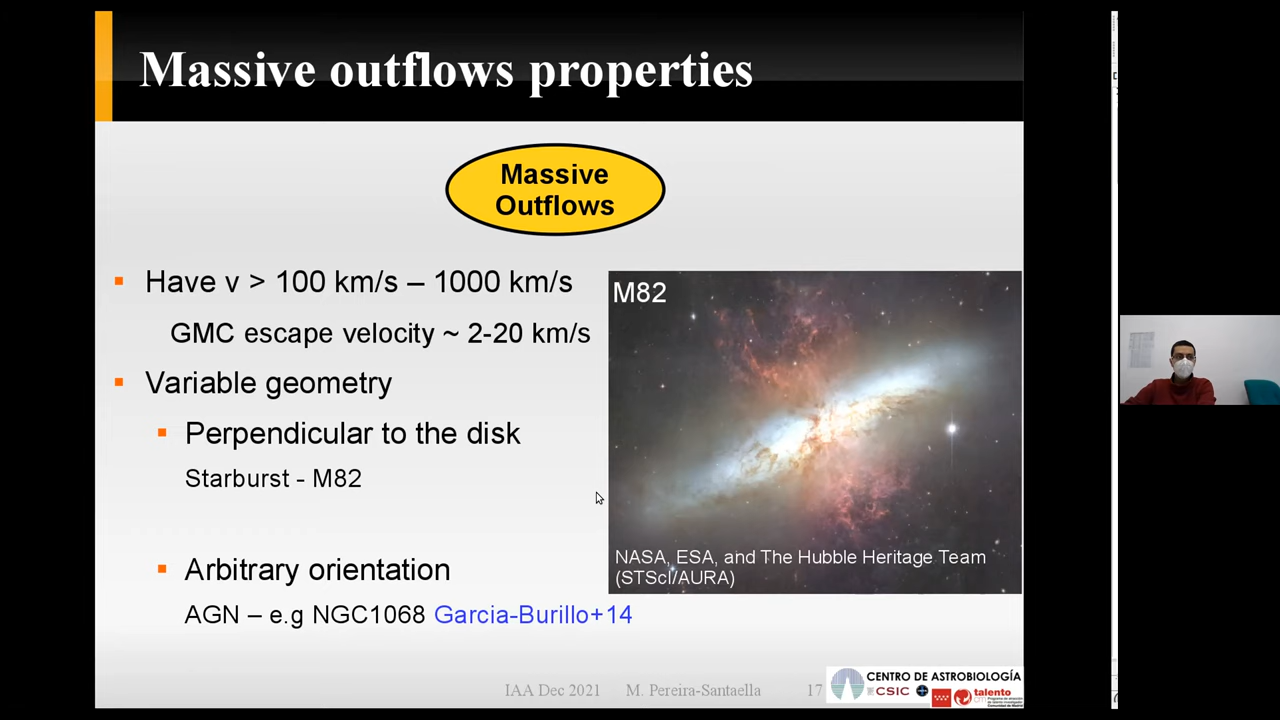 Massive outflows properties
Massive
Outflows
Have v > 100 km/s – 1000 km/s
GMC escape velocity ~ 2-20 km/s
Variable geometry
Perpendicular to the disk
Starburst - M82
Arbitrary orientation
AGN – e.g NGC1068 Garcia-Burillo+14
M82
NASA, ESA, and The Hubble Heritage Team
(STScI/AURA)
IAA Dec 2021 M. Pereira-Santaella 17
CENTRO DE ASTROBIOLOGÍA
CSIC
talento